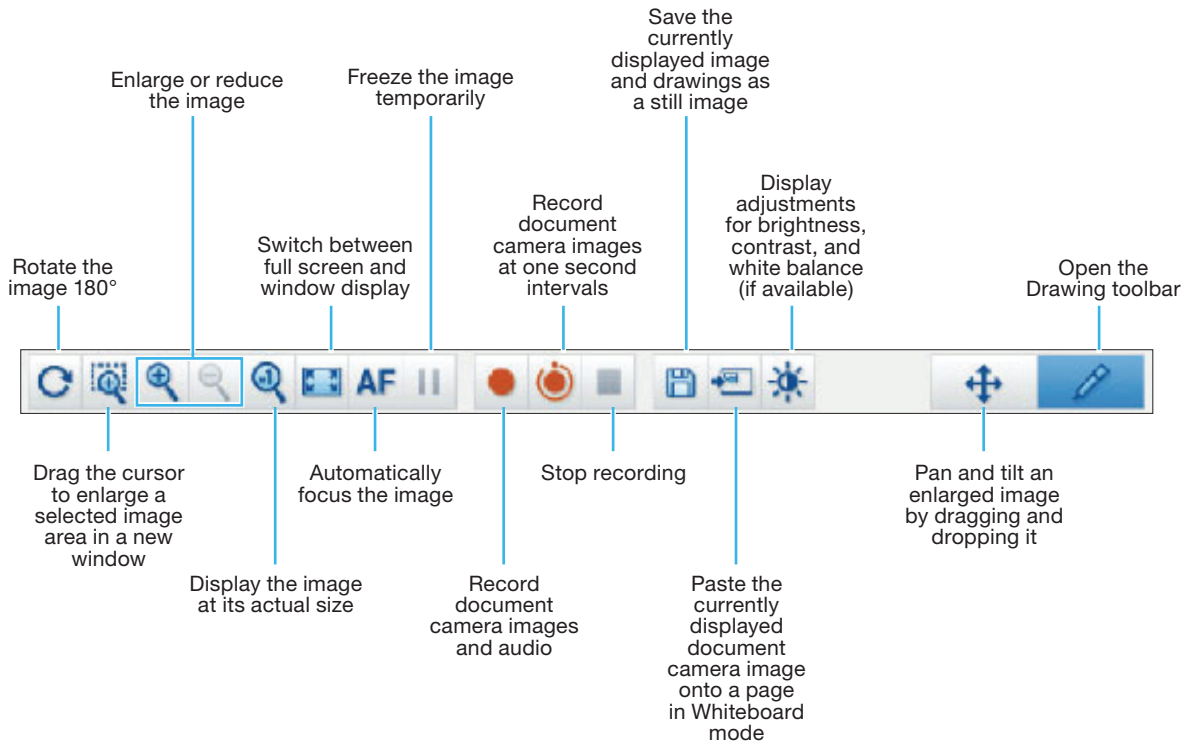 Save the
currently
displayed image
and drawings as
a still image
Enlarge or reduce
the image
Freeze the image
temporarily
Display
adjustments
for brightness,
contrast, and
white balance
(if available)
Record
document
camera images
at one second
intervals
Switch between
full screen and
window display
Rotate the
image 180°
Open the
Drawing toolbar
AF
Drag the cursor
to enlarge a
selected image
area in a new
window
Automatically
focus the image
Stop recording
Pan and tilt an
enlarged image
by dragging and
dropping it
Display the image
at its actual size
Record
document
camera images
and audio
Paste the
currently
displayed
document
camera image
onto a page
in Whiteboard
mode